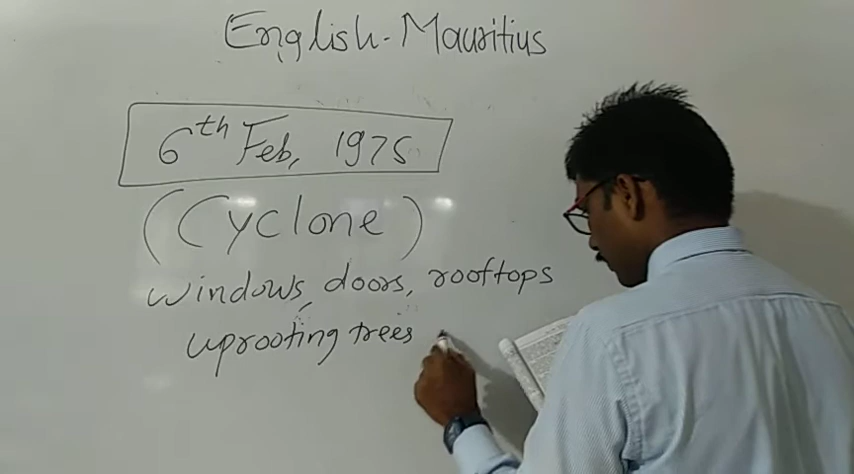 English-Mauritius
6th Feb, 1975
(Cyclone)
windows, doors, rooftops
uprooting trees